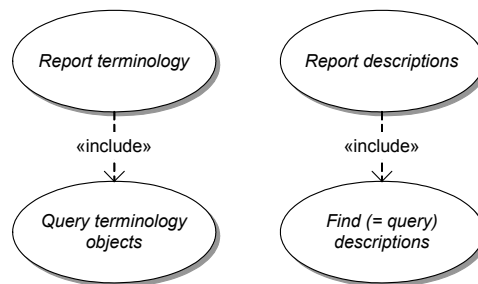 Report terminology
Report descriptions
«include»
«include»
Query terminology
objects
Find (= query)
descriptions